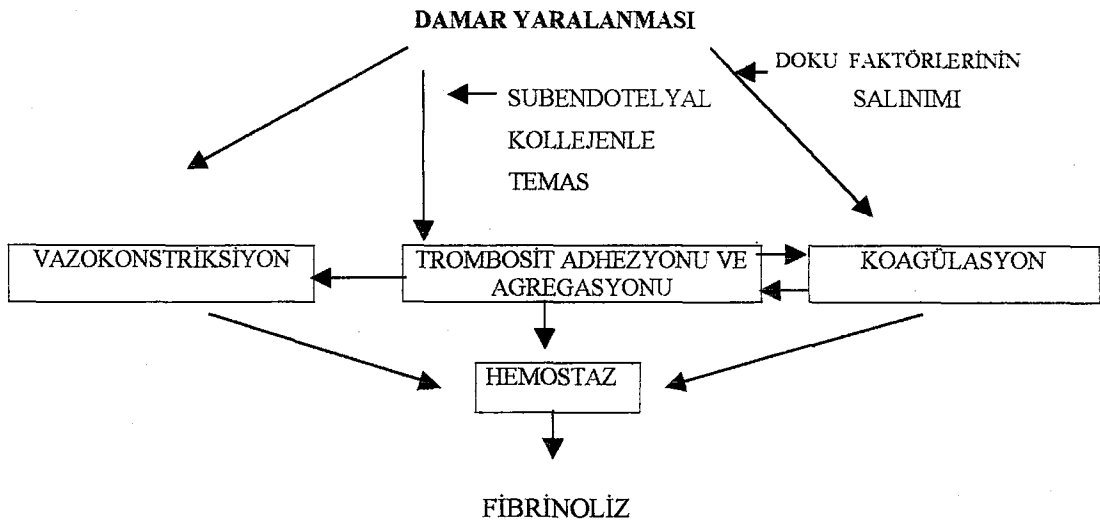 DAMAR YARALANMASI
DOKU FAKTÖRLERİNİN
SALINIMI
SUBENDOTELYAL
KOLLEJENLE
TEMAS
VAZOKONSTRİKSİYON
TROMBOSİT ADHEZYONU VE
AGREGASYONU
KOAGÜLASYON
HEMOSTAZ
FİBRİNOLİZ